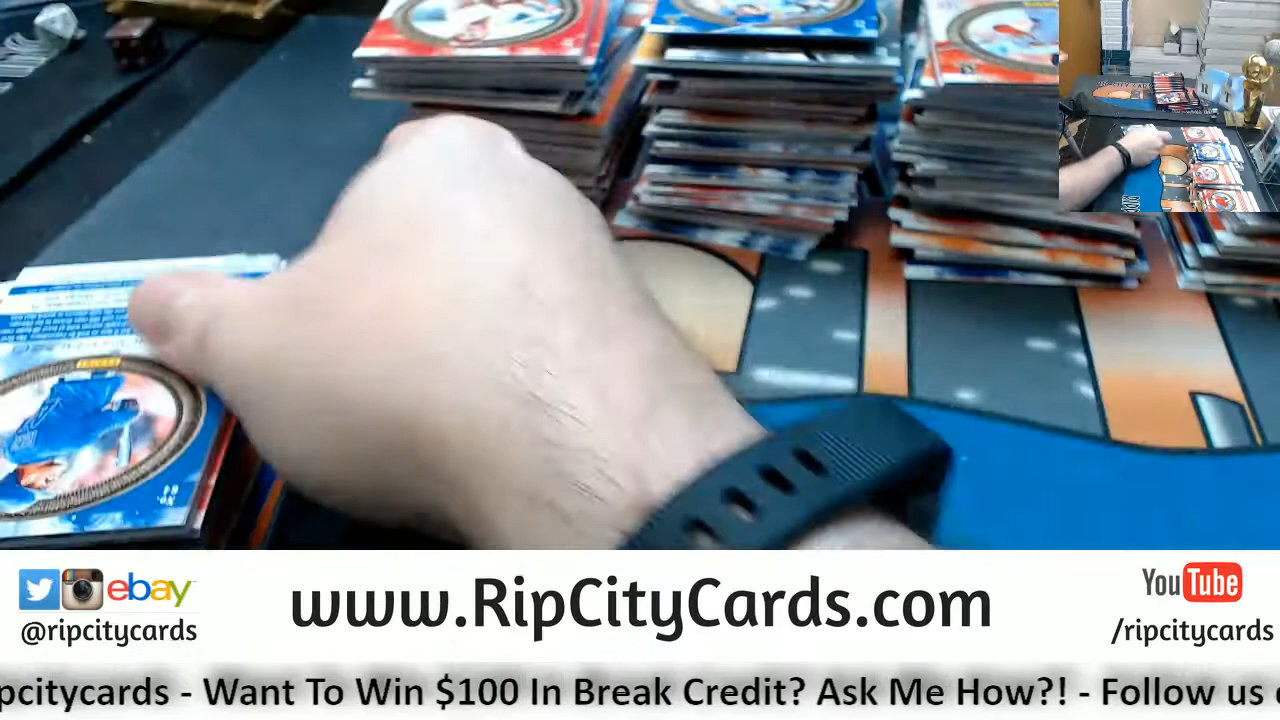 ebay
@ripcitycards
www.RipCityCards.com
YouTube
/ripcitycards
pcitycards - Want To Win $100 In Break Credit? Ask Me How?! - Follow us